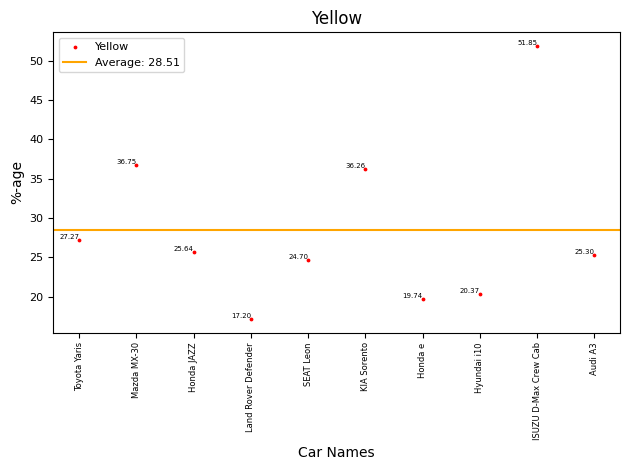 Yellow
Yellow
Average: 28.51
%-age
50
45
40
35
30
25
20
27.27
36.75
25.64
17.20
24.70
36.26
19.74
20.37
51.85
25.30
Toyota Yaris
Mazda MX-30
Honda JAZZ
Land Rover Defender
SEAT Leon
KIA Sorento
Honda e
Hyundai i10
ISUZU D-Max Crew Cab
Audi A3
Car Names